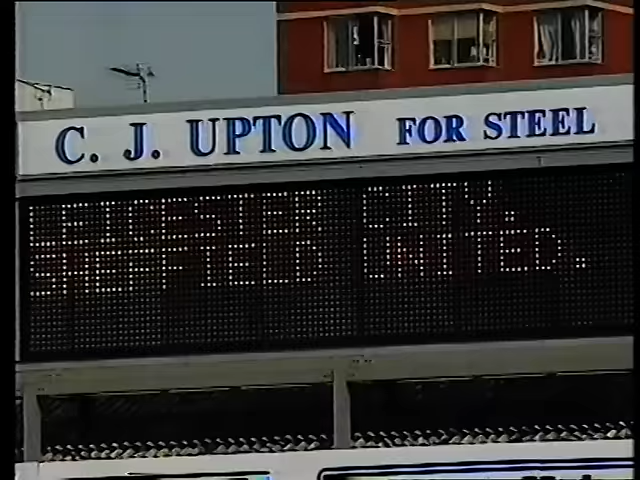 C. J. UPTON FOR STEEL
LEICESTER CITY.
SHEFFIELD UNITED.